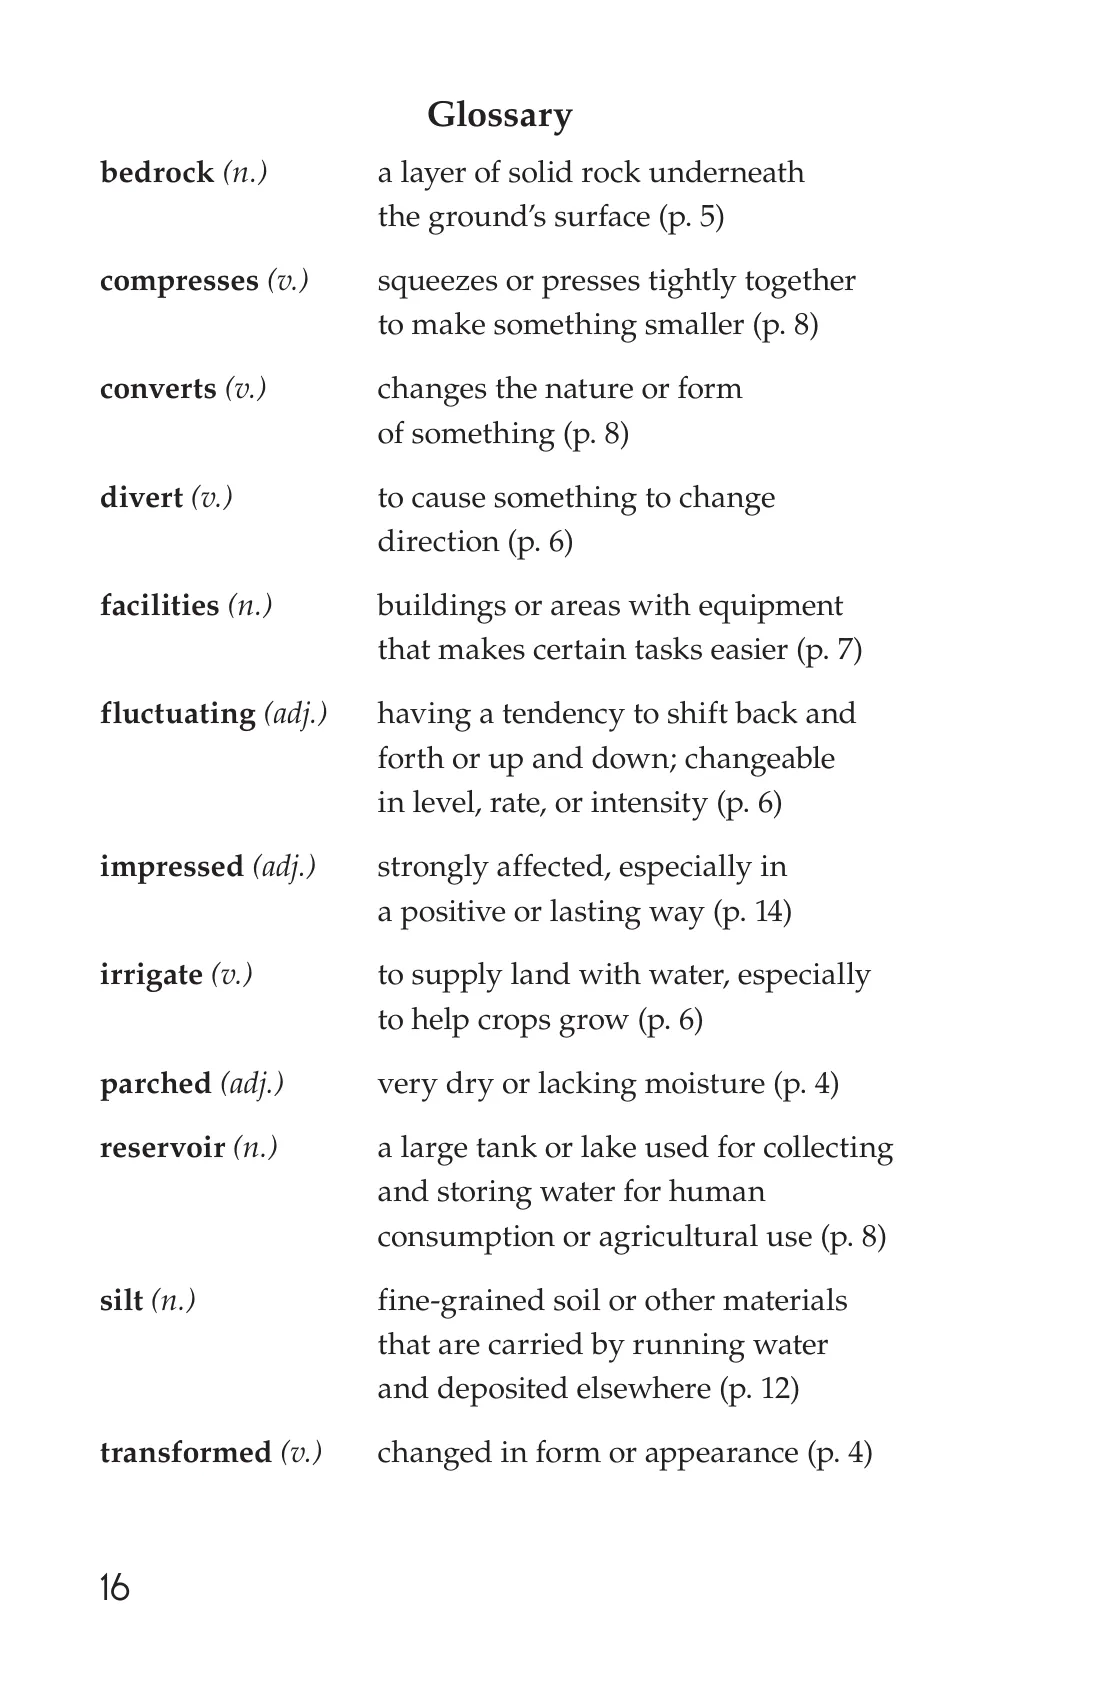 Glossary
bedrock (n.) a layer of solid rock underneath
the ground’s surface (p. 5)
compresses (v.) squeezes or presses tightly together
to make something smaller (p. 8)
converts (v.) changes the nature or form
of something (p. 8)
divert (v.) to cause something to change
direction (p. 6)
facilities (n.) buildings or areas with equipment
that makes certain tasks easier (p. 7)
fluctuating (adj.) having a tendency to shift back and
forth or up and down; changeable
in level, rate, or intensity (p. 6)
impressed (adj.) strongly affected, especially in
a positive or lasting way (p. 14)
irrigate (v.) to supply land with water, especially
to help crops grow (p. 6)
parched (adj.) very dry or lacking moisture (p. 4)
reservoir (n.) a large tank or lake used for collecting
and storing water for human
consumption or agricultural use (p. 8)
silt (n.) fine-grained soil or other materials
that are carried by running water
and deposited elsewhere (p. 12)
transformed (v.) changed in form or appearance (p. 4)
16